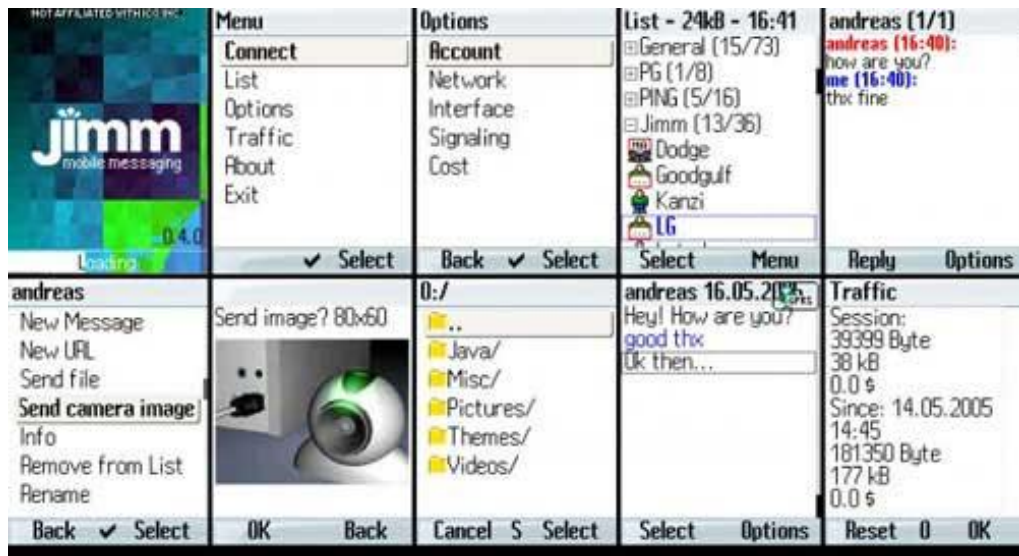 NOT AFFILIATED WITH ICQ INC.
jimm
mobile messaging
0.4.0
Loading
Menu
Connect
List
Options
Traffic
About
Exit
✔ Select
Options
Account
Network
Interface
Signaling
Cost
Back ✔ Select
List - 24kB - 16:41
General (15/73)
PG (1/8)
PING (5/16)
Jimm (13/36)
Dodge
Goodgulf
Kanzi
LG
Select Menu
andreas (1/1)
andreas (16:40):
how are you?
me (16:40):
thx fine
Reply Options
andreas
New Message
New URL
Send file
Send camera image
Info
Remove from List
Rename
Back ✔ Select
Send image? 80x60
OK Back
0:/
..
Java/
Misc/
Pictures/
Themes/
Videos/
Cancel S Select
andreas 16.05.
GPRS
Hey! How are you?
good thx
Ok then...
Select Options
Traffic
Session:
39399 Byte
38 kB
0.0 $
Since: 14.05.2005
14:45
181350 Byte
177 kB
0.0 $
Reset 0 OK